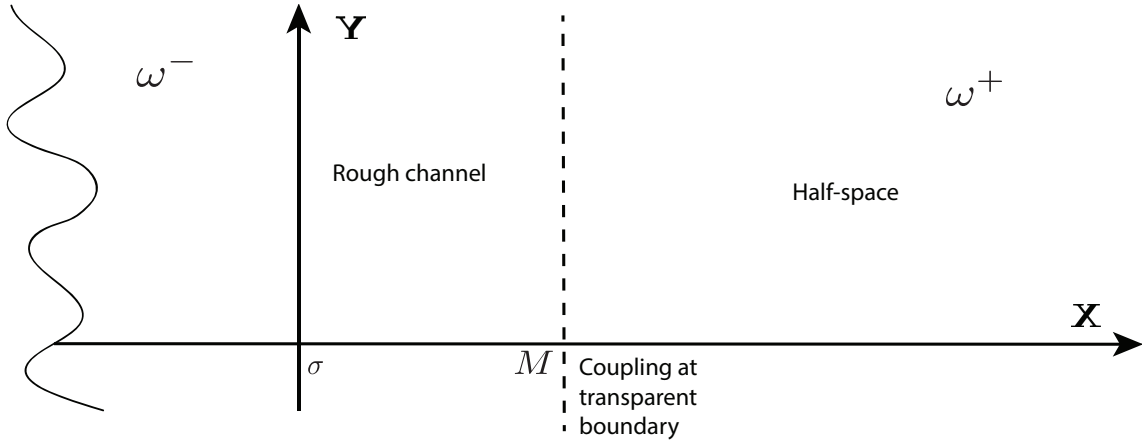 Y
ω⁻
ω⁺
Rough channel
Half-space
X
σ
M
Coupling at
transparent
boundary